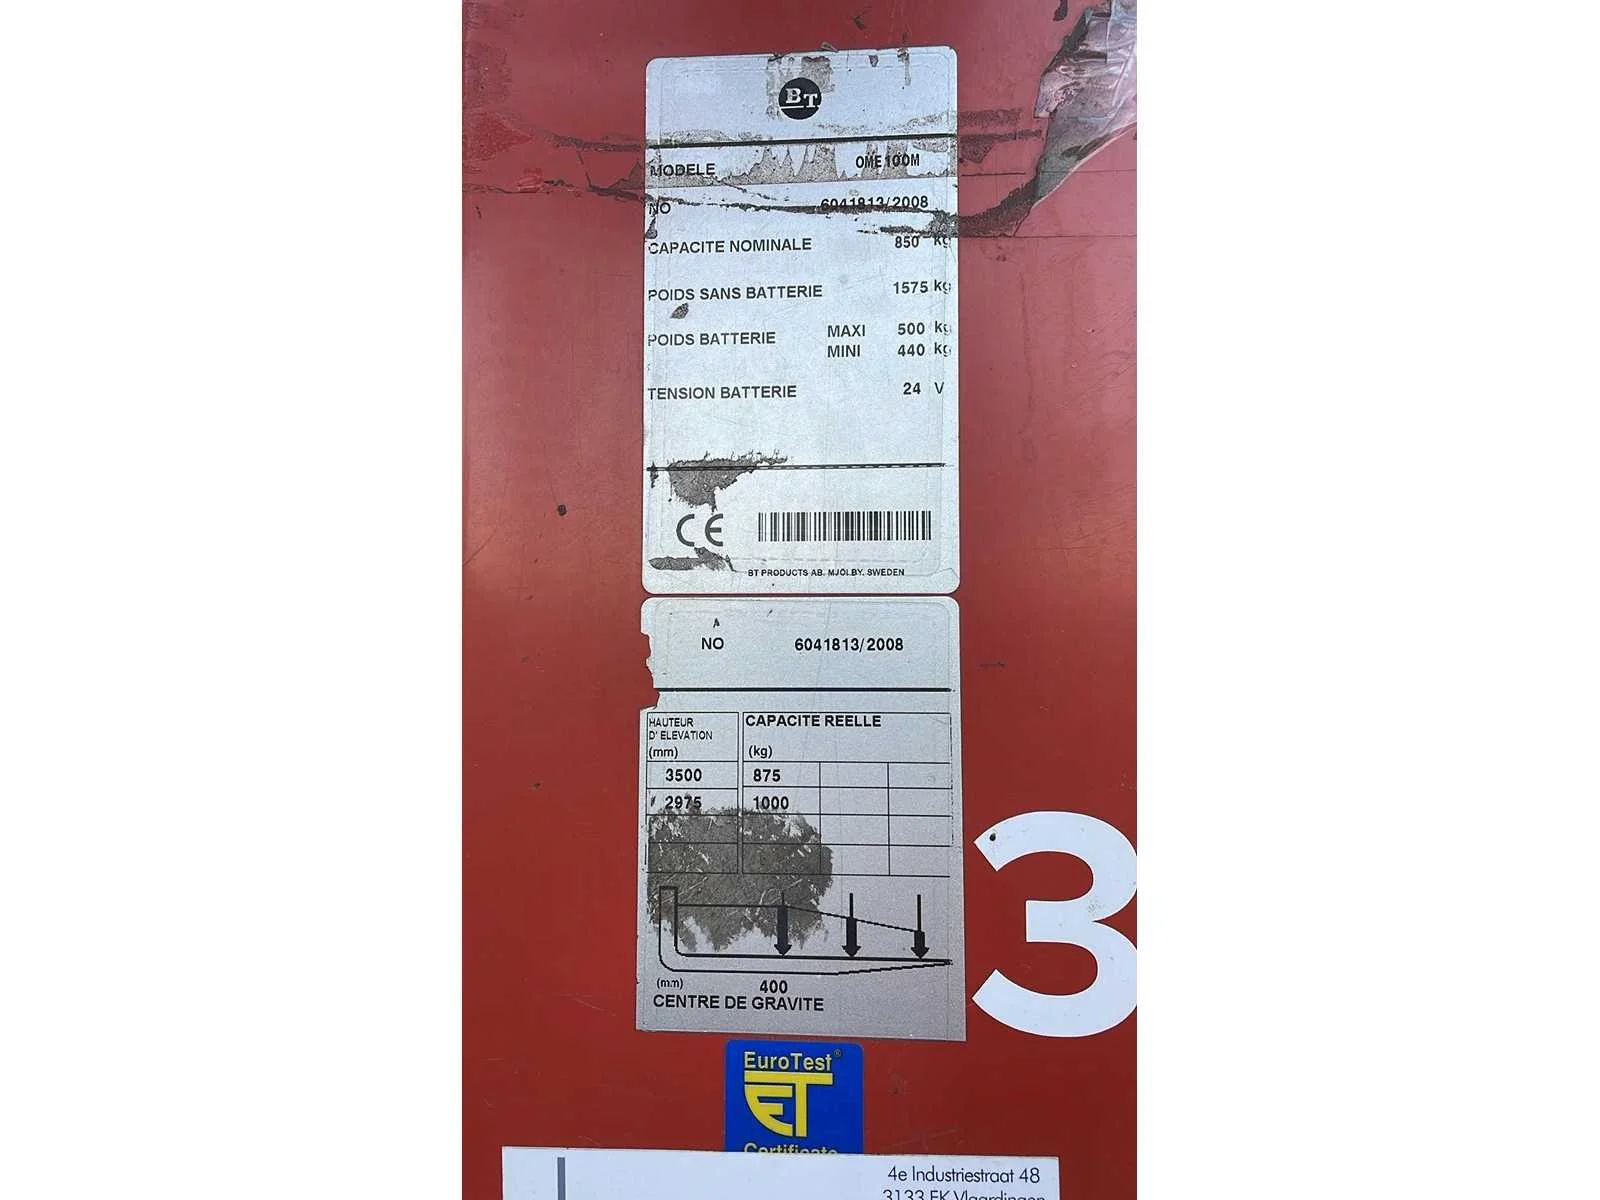 BT
MODELE OME100M
NO 6041813/2008
CAPACITE NOMINALE 850 kg
POIDS SANS BATTERIE 1575 kg
POIDS BATTERIE MAXI 500 kg
MINI 440 kg
TENSION BATTERIE 24 V
CE
BT PRODUCTS AB. MJOLBY. SWEDEN
NO 6041813/2008
HAUTEUR
D'ELEVATION
(mm)
CAPACITE REELLE
(kg)
3500 875
2975 1000
3
(mm) 400
CENTRE DE GRAVITE
EuroTest®
ET
Certificate
4e Industriestraat 48
3133 EK Vlaardingen